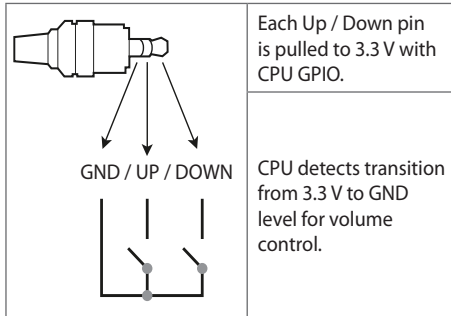 Each Up / Down pin
is pulled to 3.3 V with
CPU GPIO.
GND / UP / DOWN
CPU detects transition
from 3.3 V to GND
level for volume
control.